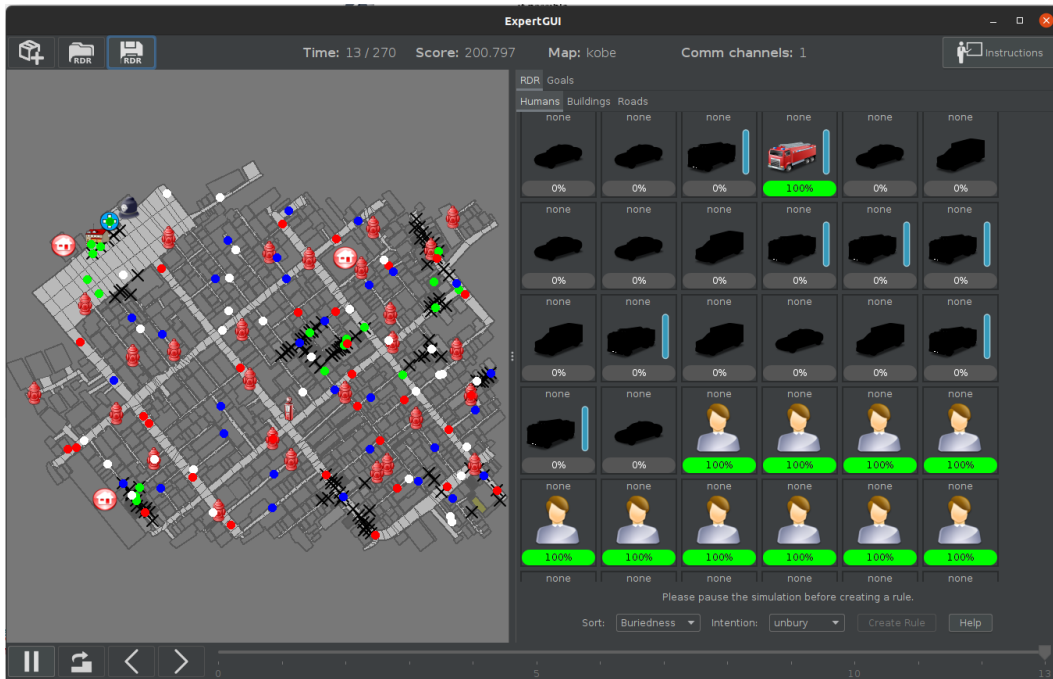 ExpertGUI
RDR RDR Time: 13 / 270 Score: 200.797 Map: kobe Comm channels: 1 Instructions
RDR Goals
Humans Buildings Roads
none none none none none none
0% 0% 0% 100% 0% 0%
none none none none none none
0% 0% 0% 0% 0% 0%
none none none none none none
0% 0% 0% 0% 0% 0%
none none none none none none
0% 0% 100% 100% 100% 100%
none none none none none none
100% 100% 100% 100% 100% 100%
none none none none none none
Please pause the simulation before creating a rule.
Sort: Buriedness Intention: unbury Create Rule Help
0 5 10 13